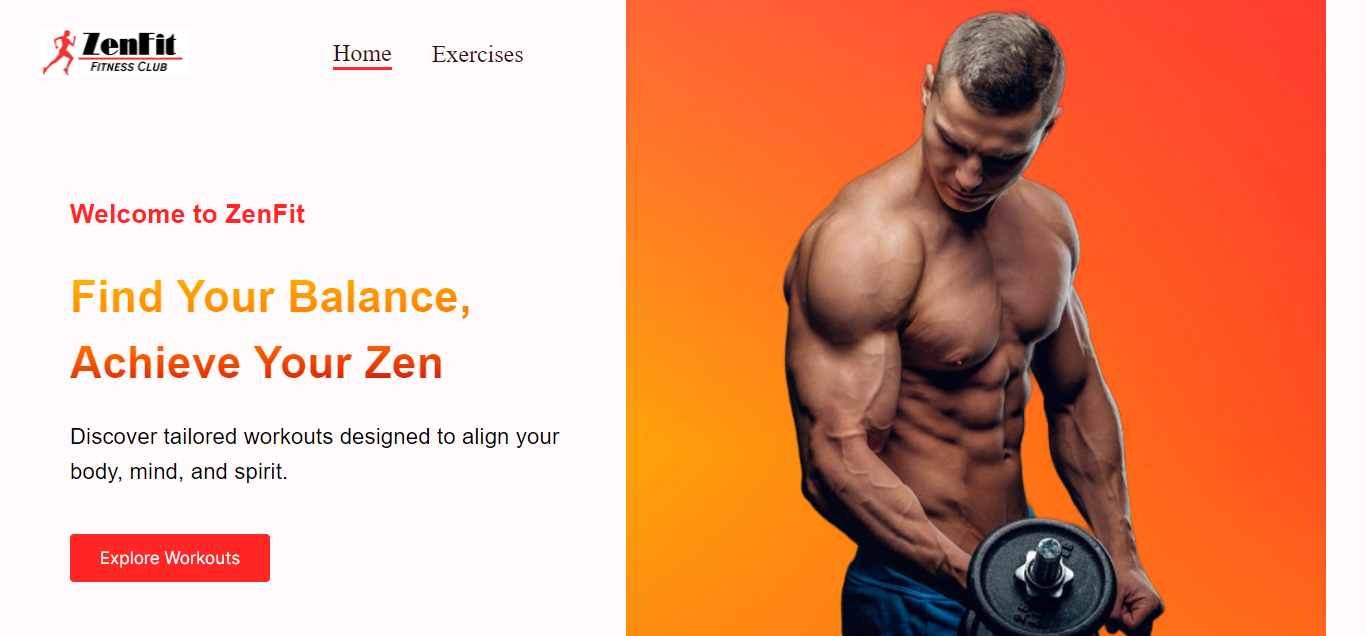 ZenFit
FITNESS CLUB
Home
Exercises
Welcome to ZenFit
Find Your Balance,
Achieve Your Zen
Discover tailored workouts designed to align your
body, mind, and spirit.
Explore Workouts